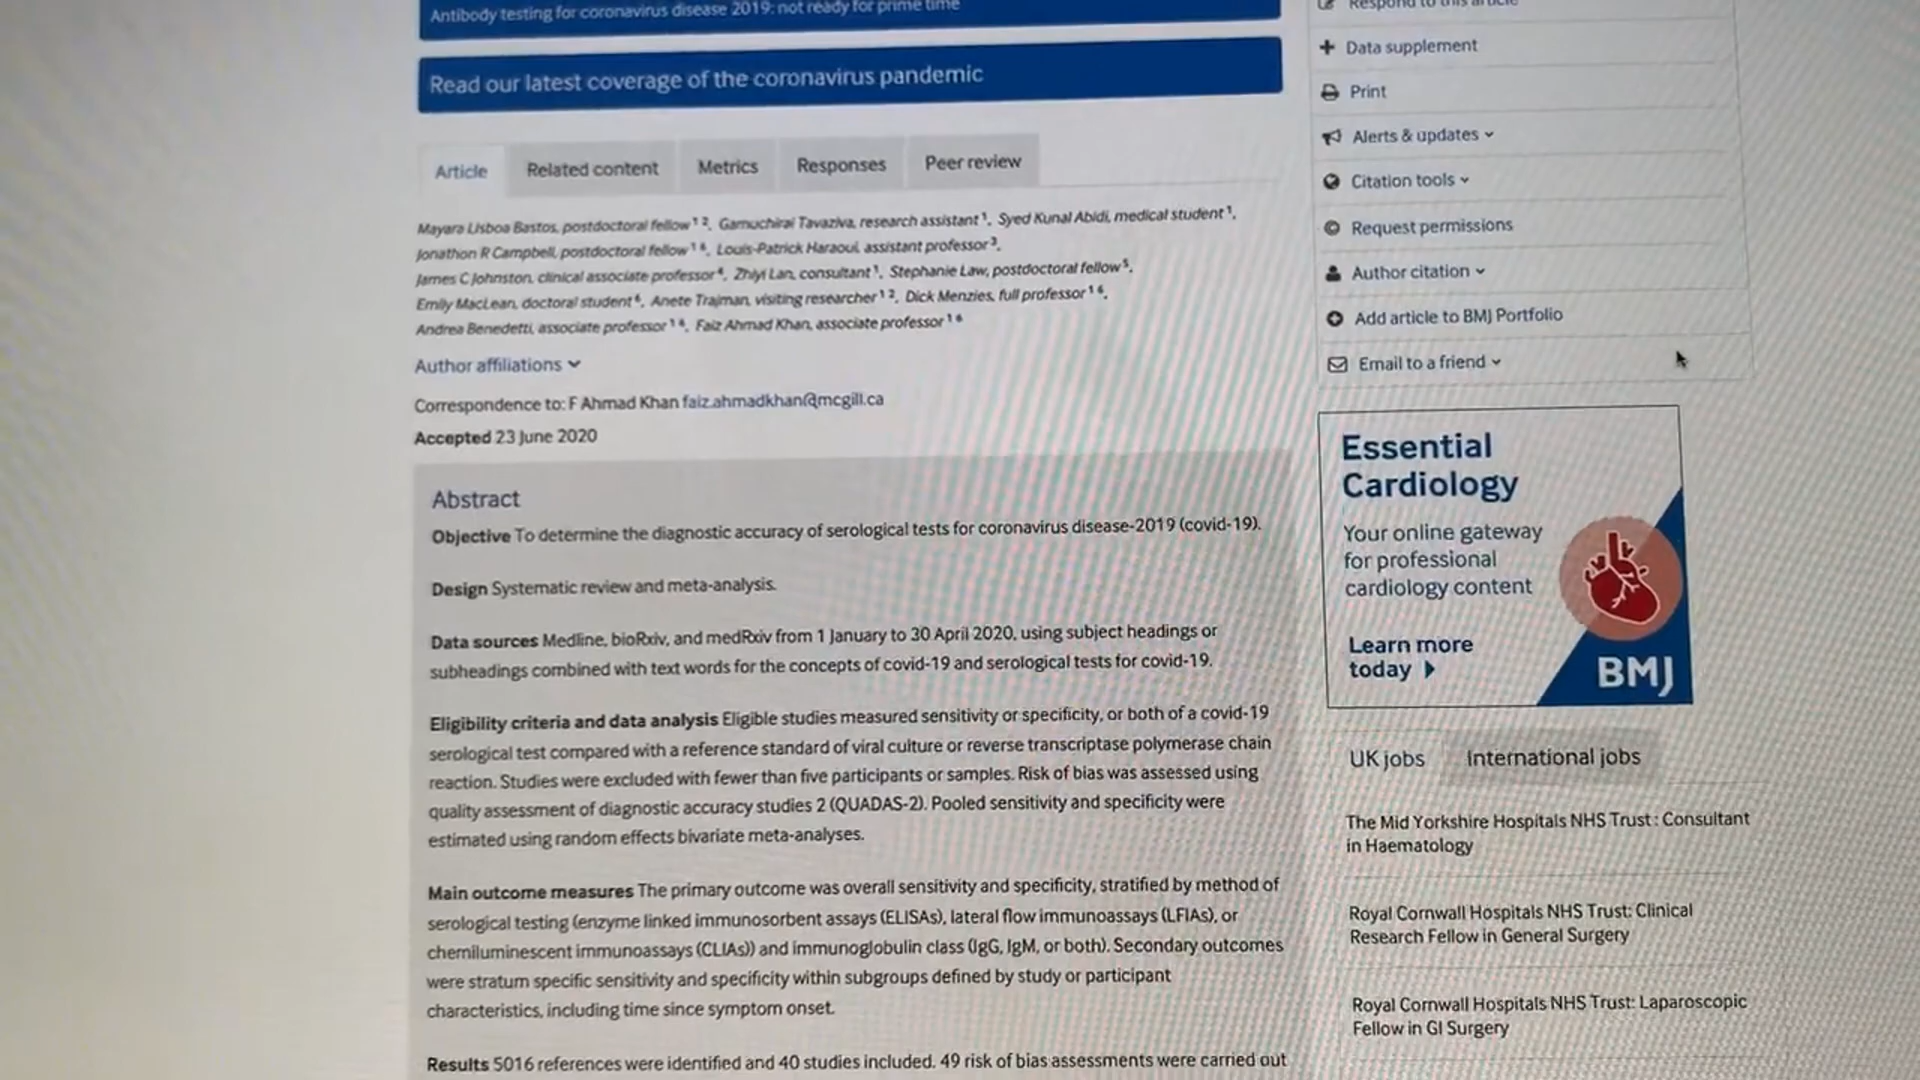 Antibody testing for coronavirus disease 2019: not ready for prime time
Read our latest coverage of the coronavirus pandemic
Article
Related content
Metrics
Responses
Peer review
Mayara Lisboa Bastos, postdoctoral fellow 1 2, Gamuchirai Tavaziva, research assistant 1, Syed Kunal Abidi, medical student 1,
Jonathon R Campbell, postdoctoral fellow 1 6, Louis-Patrick Haraoui, assistant professor 3,
James C Johnston, clinical associate professor 4, Zhiyi Lan, consultant 1, Stephanie Law, postdoctoral fellow 5,
Emily MacLean, doctoral student 6, Anete Trajman, visiting researcher 1 2, Dick Menzies, full professor 1 6,
Andrea Benedetti, associate professor 1 6, Faiz Ahmad Khan, associate professor 1 6
Author affiliations
Correspondence to: F Ahmad Khan faiz.ahmadkhan@mcgill.ca
Accepted 23 June 2020
Abstract
Objective To determine the diagnostic accuracy of serological tests for coronavirus disease-2019 (covid-19).
Design Systematic review and meta-analysis.
Data sources Medline, bioRxiv, and medRxiv from 1 January to 30 April 2020, using subject headings or
subheadings combined with text words for the concepts of covid-19 and serological tests for covid-19.
Eligibility criteria and data analysis Eligible studies measured sensitivity or specificity, or both of a covid-19
serological test compared with a reference standard of viral culture or reverse transcriptase polymerase chain
reaction. Studies were excluded with fewer than five participants or samples. Risk of bias was assessed using
quality assessment of diagnostic accuracy studies 2 (QUADAS-2). Pooled sensitivity and specificity were
estimated using random effects bivariate meta-analyses.
Main outcome measures The primary outcome was overall sensitivity and specificity, stratified by method of
serological testing (enzyme linked immunosorbent assays (ELISAs), lateral flow immunoassays (LFIAs), or
chemiluminescent immunoassays (CLIAs)) and immunoglobulin class (IgG, IgM, or both). Secondary outcomes
were stratum specific sensitivity and specificity within subgroups defined by study or participant
characteristics, including time since symptom onset.
Results 5016 references were identified and 40 studies included. 49 risk of bias assessments were carried out
Respond to this article
Data supplement
Print
Alerts & updates
Citation tools
Request permissions
Author citation
Add article to BMJ Portfolio
Email to a friend
Essential
Cardiology
Your online gateway
for professional
cardiology content
Learn more
today
BMJ
UK jobs
International jobs
The Mid Yorkshire Hospitals NHS Trust : Consultant
in Haematology
Royal Cornwall Hospitals NHS Trust: Clinical
Research Fellow in General Surgery
Royal Cornwall Hospitals NHS Trust: Laparoscopic
Fellow in GI Surgery